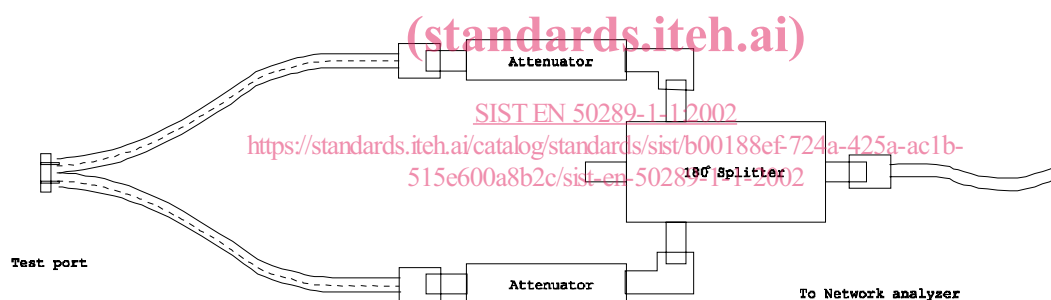 (standards.iteh.ai)
Attenuator
SIST EN 50289-1-1:2002
https://standards.iteh.ai/catalog/standards/sist/b00188ef-724a-425a-ac1b-
515e600a8b2c/sist-en-50289-1-1-2002
180° Splitter
Test port
Attenuator
To Network analyzer